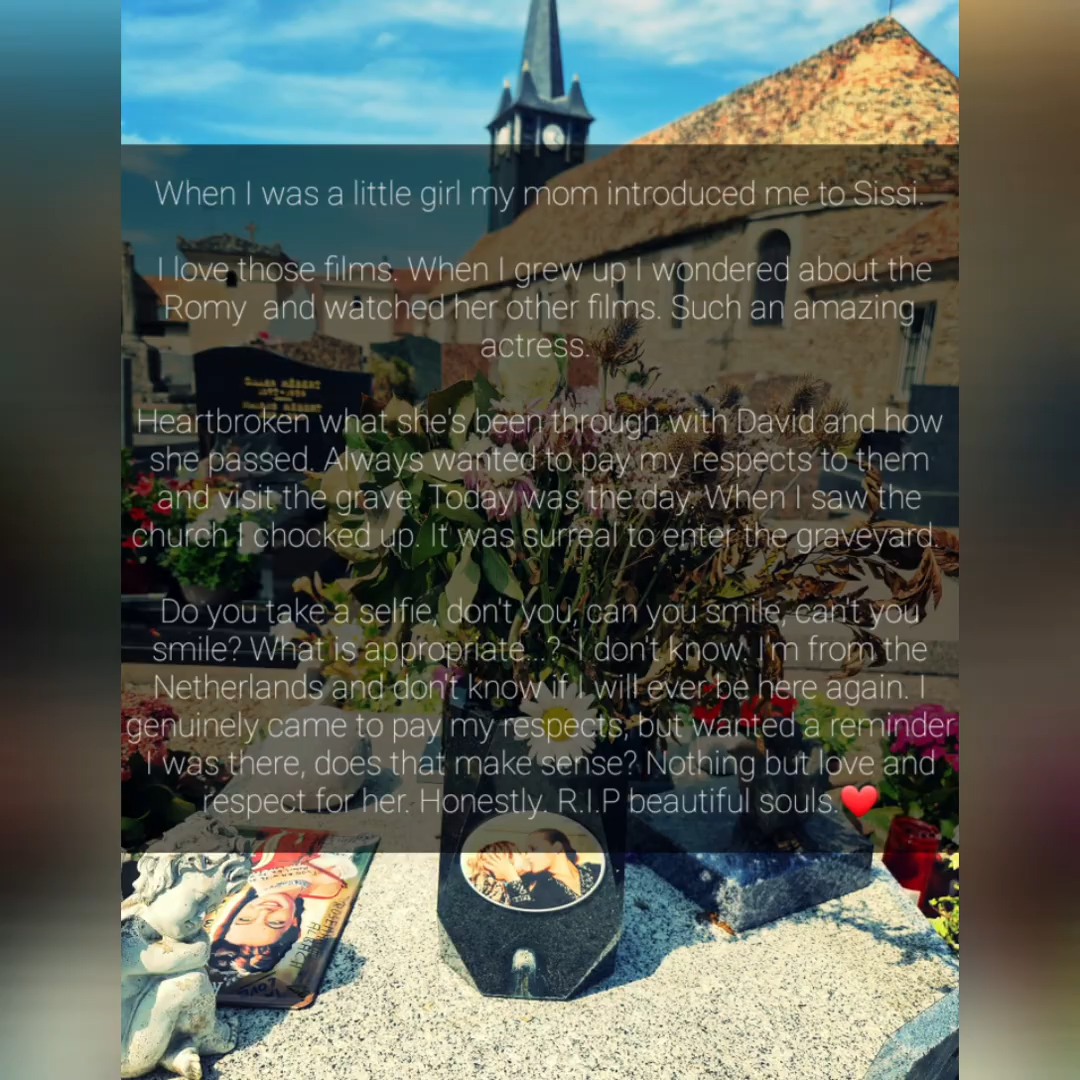 When I was a little girl my mom introduced me to Sissi.
I love those films. When I grew up I wondered about the
Romy and watched her other films. Such an amazing
actress.
Heartbroken what she's been through with David and how
she passed. Always wanted to pay my respects to them
and visit the grave. Today was the day. When I saw the
church I chocked up. It was surreal to enter the graveyard.
Do you take a selfie, don't you, can you smile, can't you
smile? What is appropriate...? I don't know. I'm from the
Netherlands and don't know if I will ever be here again. I
genuinely came to pay my respects, but wanted a reminder
I was there, does that make sense? Nothing but love and
respect for her. Honestly. R.I.P beautiful souls.❤️